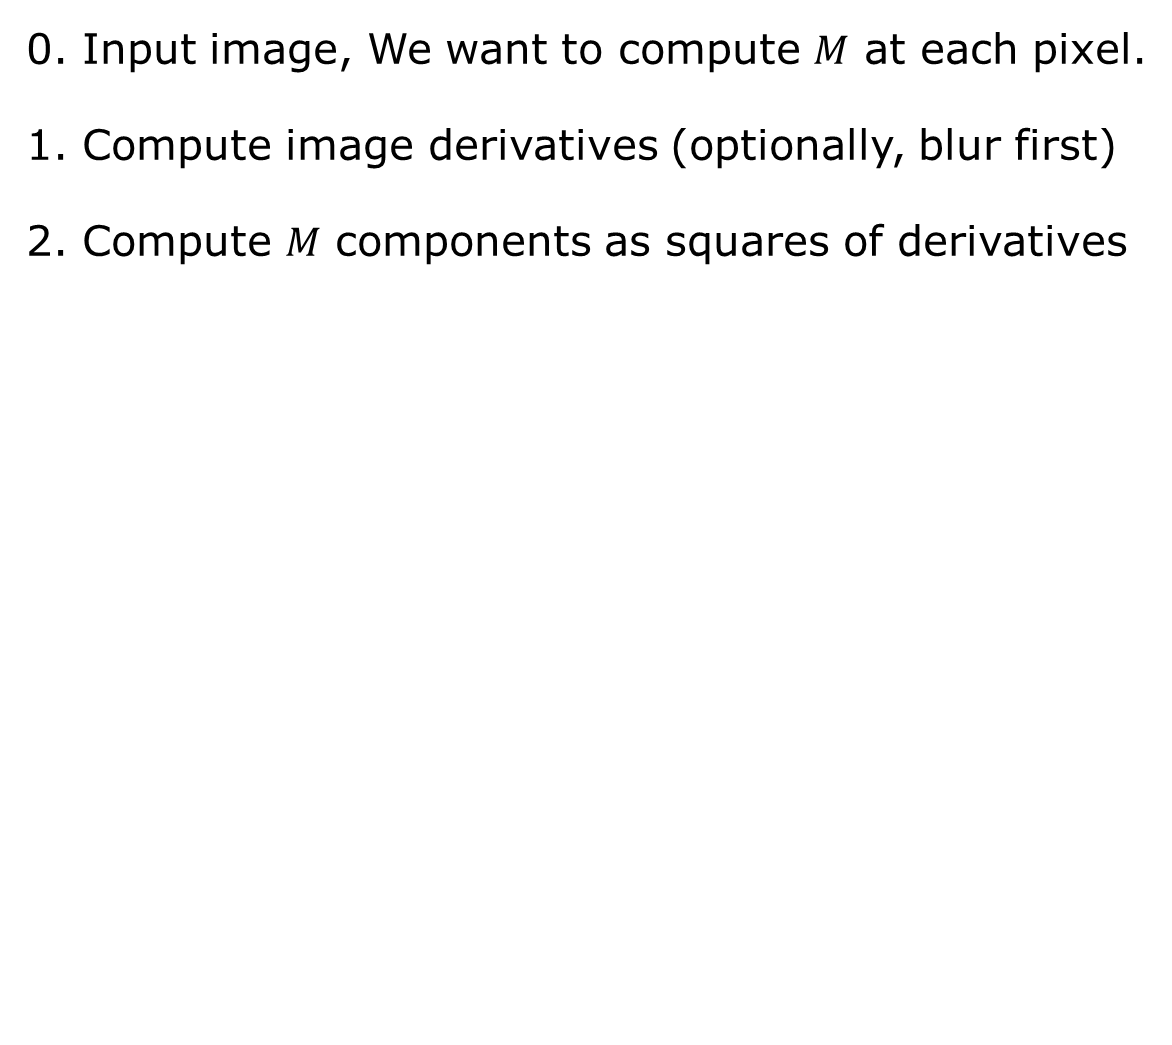 0. Input image, We want to compute M at each pixel.
1. Compute image derivatives (optionally, blur first)
2. Compute M components as squares of derivatives